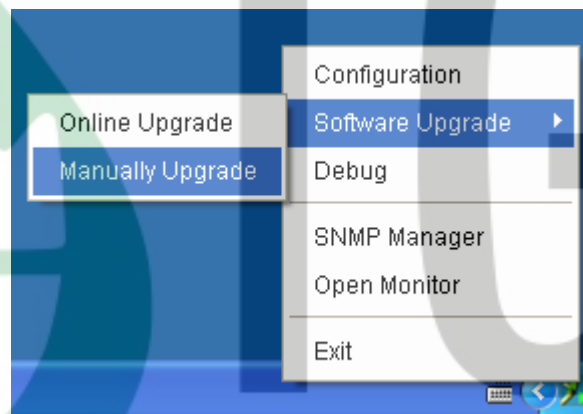 Configuration
Software Upgrade
Online Upgrade
Manually Upgrade
Debug
SNMP Manager
Open Monitor
Exit